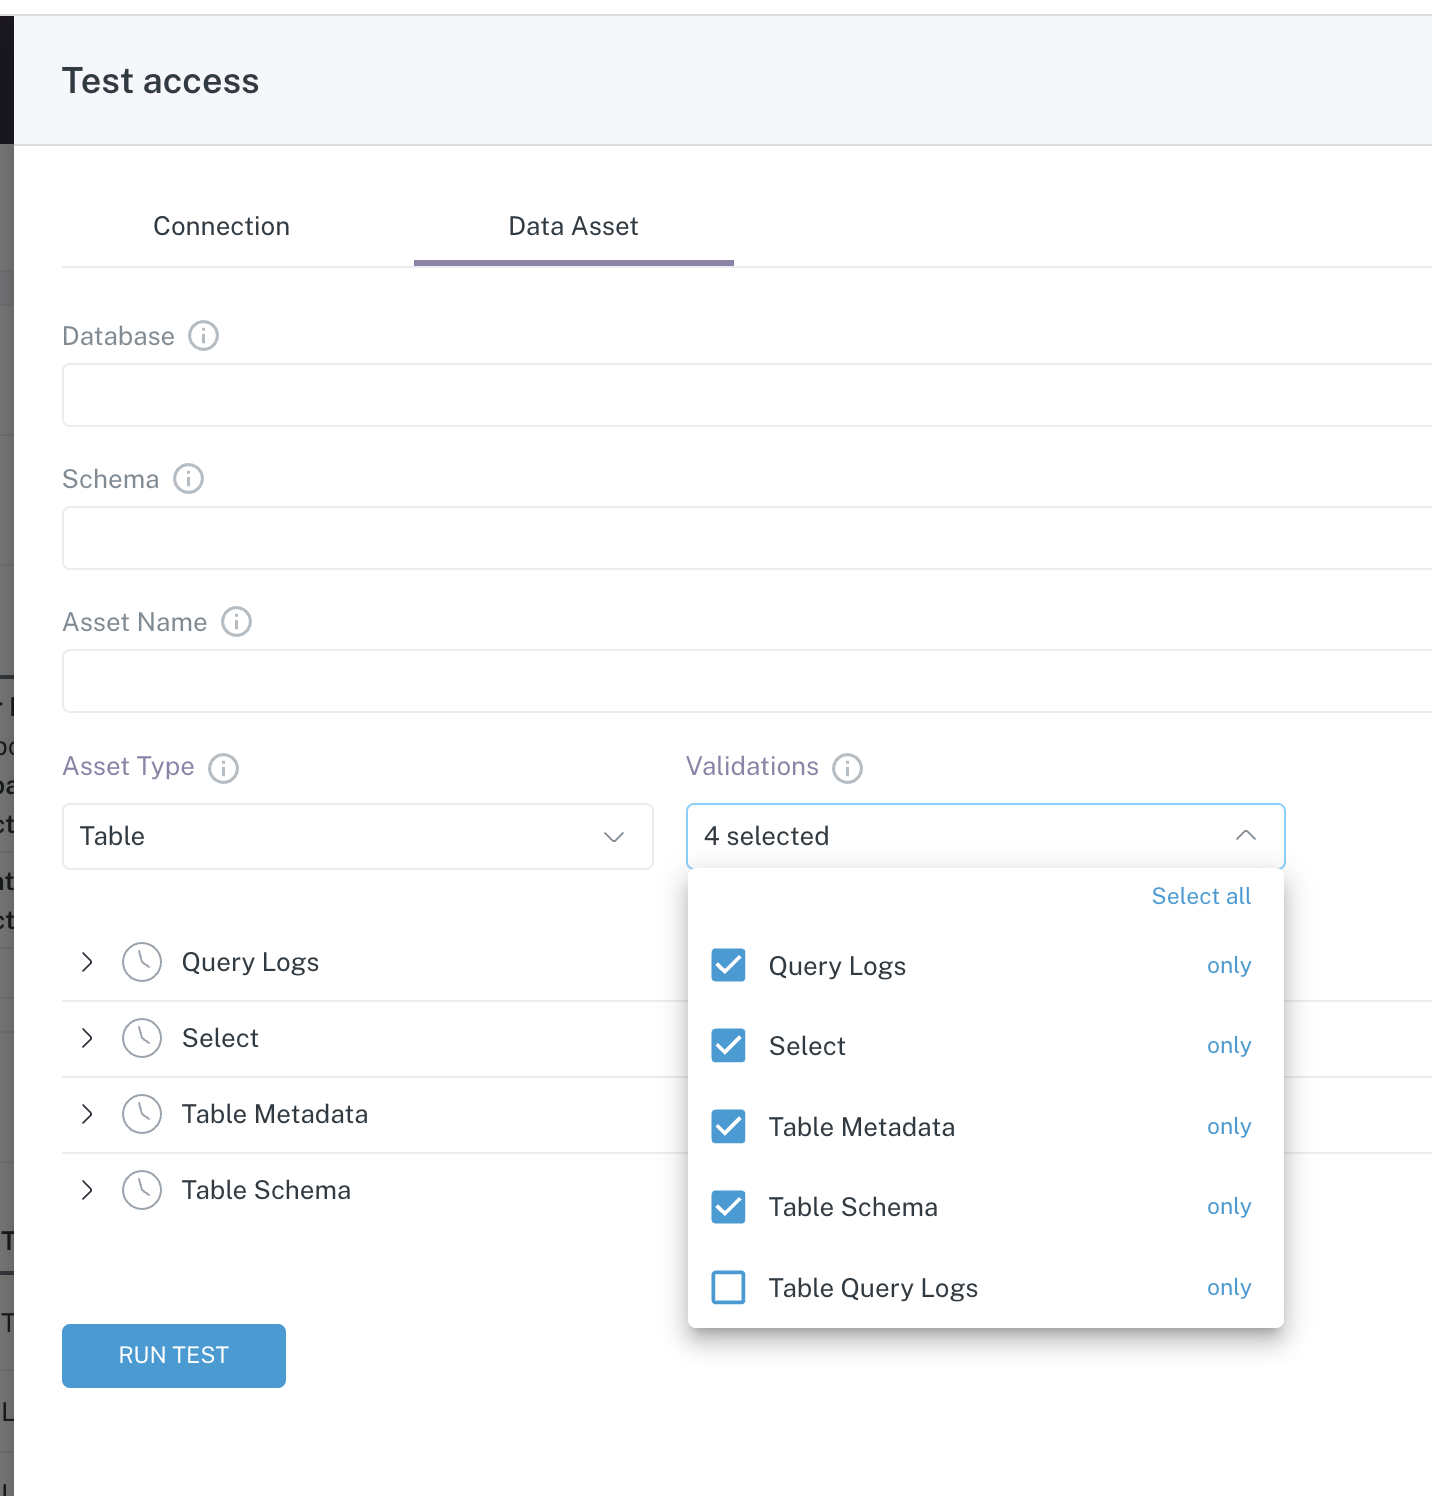 Test access
Connection
Data Asset
Database
Schema
Asset Name
Asset Type
Validations
Table
4 selected
Select all
Query Logs
Select
Table Metadata
Table Schema
Query Logs only
Select only
Table Metadata only
Table Schema only
Table Query Logs only
RUN TEST